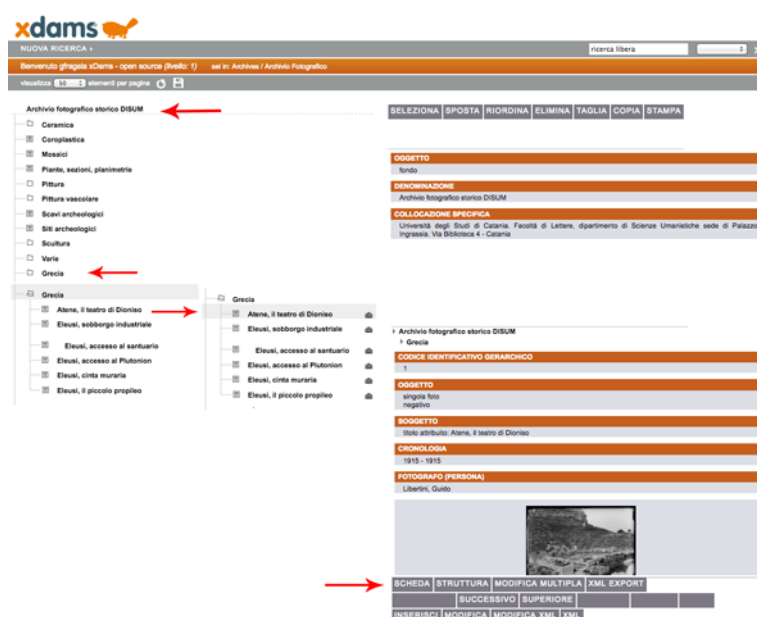 xdams
NUOVA RICERCA ›
ricerca libera
Benvenuto gfragala xDams - open source (livello: 1) sei in: Archives / Archivio Fotografico
visualizza 50 elementi per pagina
Archivio fotografico storico DISUM
Ceramica
Coroplastica
Mosaici
Piante, sezioni, planimetrie
Pittura
Pittura vascolare
Scavi archeologici
Siti archeologici
Scultura
Varie
Grecia
Grecia
Atene, il teatro di Dioniso
Eleusi, sobborgo industriale
Eleusi, accesso al santuario
Eleusi, accesso al Plutonion
Eleusi, cinta muraria
Eleusi, il piccolo propileo
Grecia
Atene, il teatro di Dioniso
Eleusi, sobborgo industriale
Eleusi, accesso al santuario
Eleusi, accesso al Plutonion
Eleusi, cinta muraria
Eleusi, il piccolo propileo
SELEZIONA SPOSTA RIORDINA ELIMINA TAGLIA COPIA STAMPA
OGGETTO
fondo
DENOMINAZIONE
Archivio fotografico storico DISUM
COLLOCAZIONE SPECIFICA
Università degli Studi di Catania. Facoltà di Lettere, dipartimento di Scienze Umanistiche sede di Palazzo
Ingrassia. Via Biblioteca 4 - Catania
Archivio fotografico storico DISUM
Grecia
CODICE IDENTIFICATIVO GERARCHICO
1
OGGETTO
singola foto
negativo
SOGGETTO
titolo attribuito: Atene, il teatro di Dioniso
CRONOLOGIA
1915 - 1915
FOTOGRAFO (PERSONA)
Libertini, Guido
SCHEDA STRUTTURA MODIFICA MULTIPLA XML EXPORT
SUCCESSIVO SUPERIORE
INSERISCI MODIFICA MODIFICA XML XML